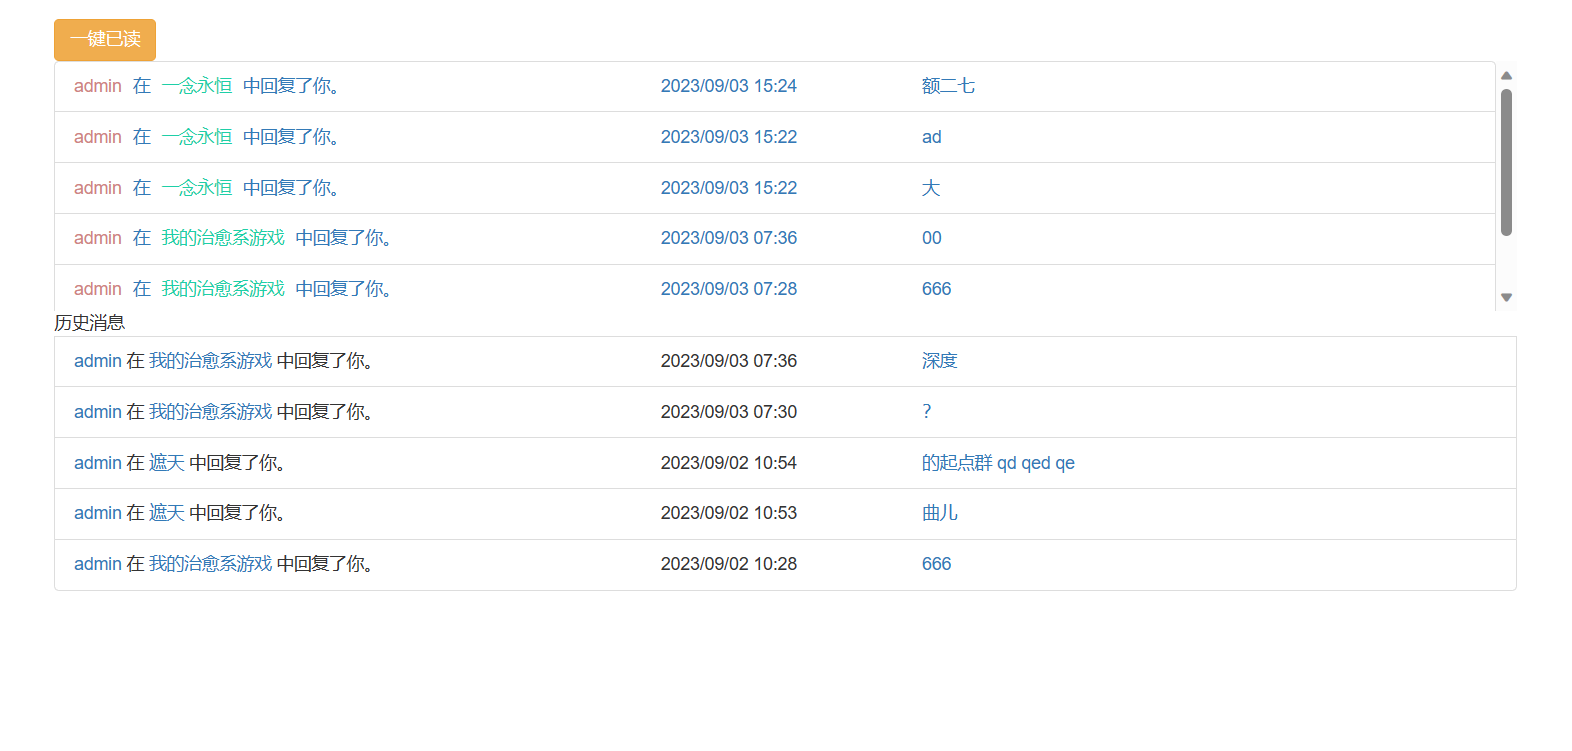 一键已读
admin 在 一念永恒 中回复了你。 2023/09/03 15:24 额二七
admin 在 一念永恒 中回复了你。 2023/09/03 15:22 ad
admin 在 一念永恒 中回复了你。 2023/09/03 15:22 大
admin 在 我的治愈系游戏 中回复了你。 2023/09/03 07:36 00
admin 在 我的治愈系游戏 中回复了你。 2023/09/03 07:28 666
历史消息
admin 在 我的治愈系游戏 中回复了你。 2023/09/03 07:36 深度
admin 在 我的治愈系游戏 中回复了你。 2023/09/03 07:30 ？
admin 在 遮天 中回复了你。 2023/09/02 10:54 的起点群 qd qed qe
admin 在 遮天 中回复了你。 2023/09/02 10:53 曲儿
admin 在 我的治愈系游戏 中回复了你。 2023/09/02 10:28 666